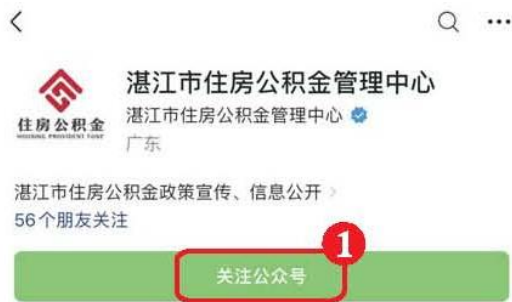 湛江市住房公积金管理中心
湛江市住房公积金管理中心
住房公积金
HOUSING PROVIDENT FUND
广东
湛江市住房公积金政策宣传、信息公开
56个朋友关注
1
关注公众号